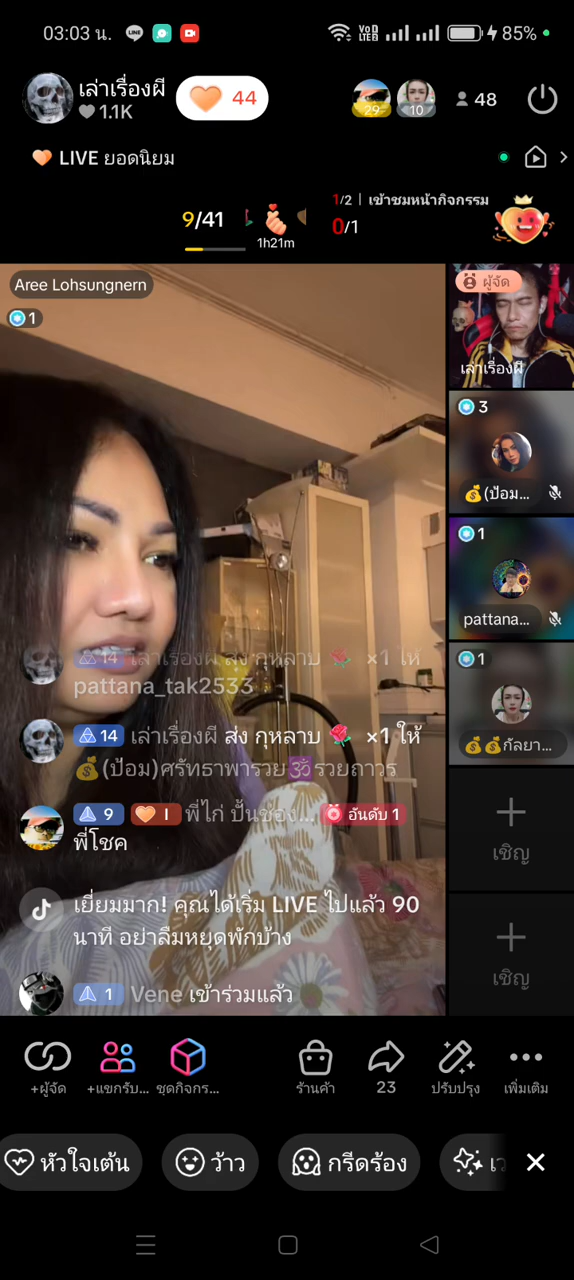 03:03 น.
LINE
VoD
LTE
85%
เล่าเรื่องผี
1.1K
44
29
10
48
LIVE ยอดนิยม
9/41
1h21m
1/2 | เข้าชมหน้ากิจกรรม
0/1
Aree Lohsungnern
1
ผู้จัด
เล่าเรื่องผี
3
💰(ป้อม...
1
pattana...
1
💰💰กัลยา...
เชิญ
เชิญ
14 เล่าเรื่องผี ส่ง กุหลาบ 🌹 ×1 ให้
pattana_tak2533
14 เล่าเรื่องผี ส่ง กุหลาบ 🌹 ×1 ให้
💰(ป้อม)ศรัทธาพารวย🕉รวยถาวร
9 I พี่ไก่ ปั้นช่อง... อันดับ 1
พี่โชค
เยี่ยมมาก! คุณได้เริ่ม LIVE ไปแล้ว 90
นาที อย่าลืมหยุดพักบ้าง
1 Vene เข้าร่วมแล้ว
+ผู้จัด
+แขกรับ...
ชุดกิจกร...
ร้านค้า
23
ปรับปรุง
เพิ่มเติม
หัวใจเต้น
ว้าว
กรีดร้อง